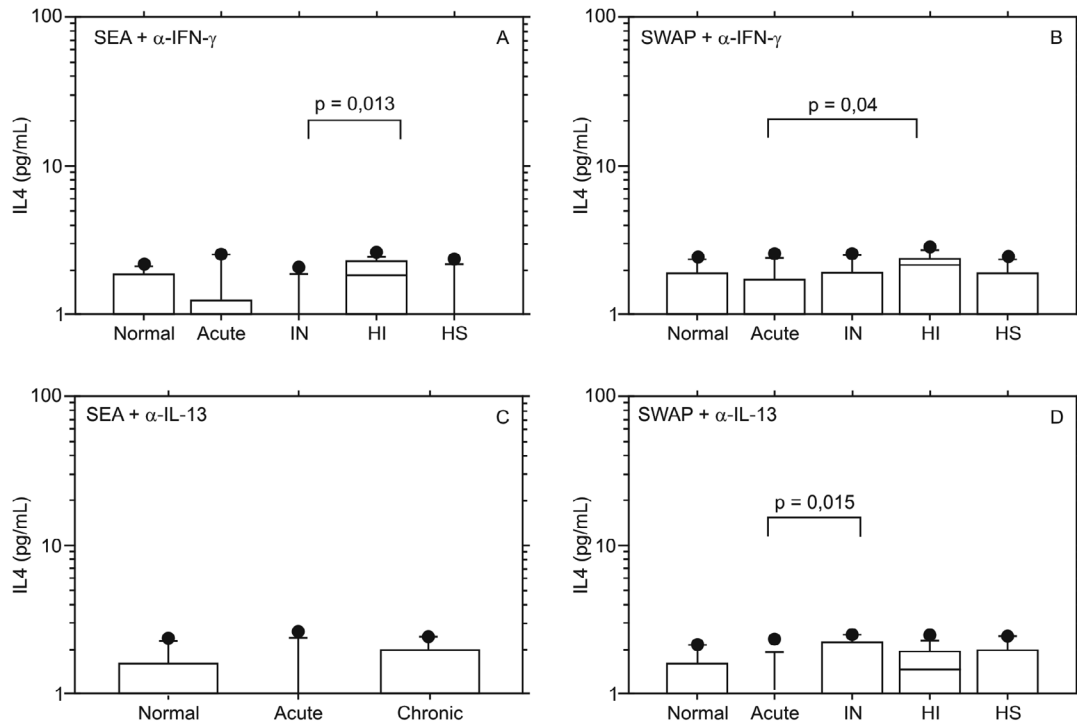 SEA + α-IFN-γ
A
100
10
1
IL4 (pg/mL)
p = 0,013
Normal Acute IN HI HS
SWAP + α-IFN-γ
B
100
10
1
IL4 (pg/mL)
p = 0,04
Normal Acute IN HI HS
SEA + α-IL-13
C
100
10
1
IL4 (pg/mL)
Normal Acute Chronic
SWAP + α-IL-13
D
100
10
1
IL4 (pg/mL)
p = 0,015
Normal Acute IN HI HS